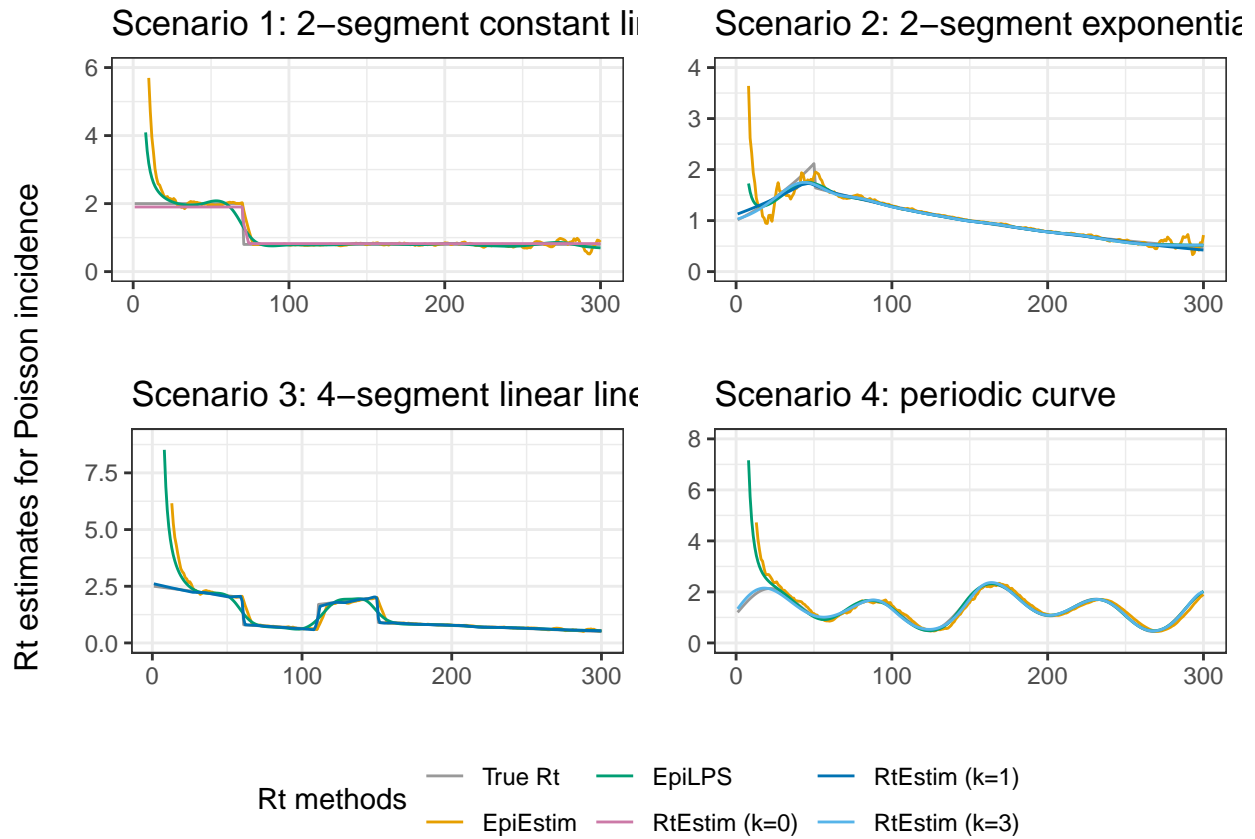 Scenario 1: 2−segment constant li
Scenario 2: 2−segment exponentia
Rt estimates for Poisson incidence
6
4
2
0
0 100 200 300
4
3
2
1
0
0 100 200 300
Scenario 3: 4−segment linear line
Scenario 4: periodic curve
7.5
5.0
2.5
0.0
0 100 200 300
8
6
4
2
0
0 100 200 300
Rt methods
True Rt EpiLPS RtEstim (k=1)
EpiEstim RtEstim (k=0) RtEstim (k=3)